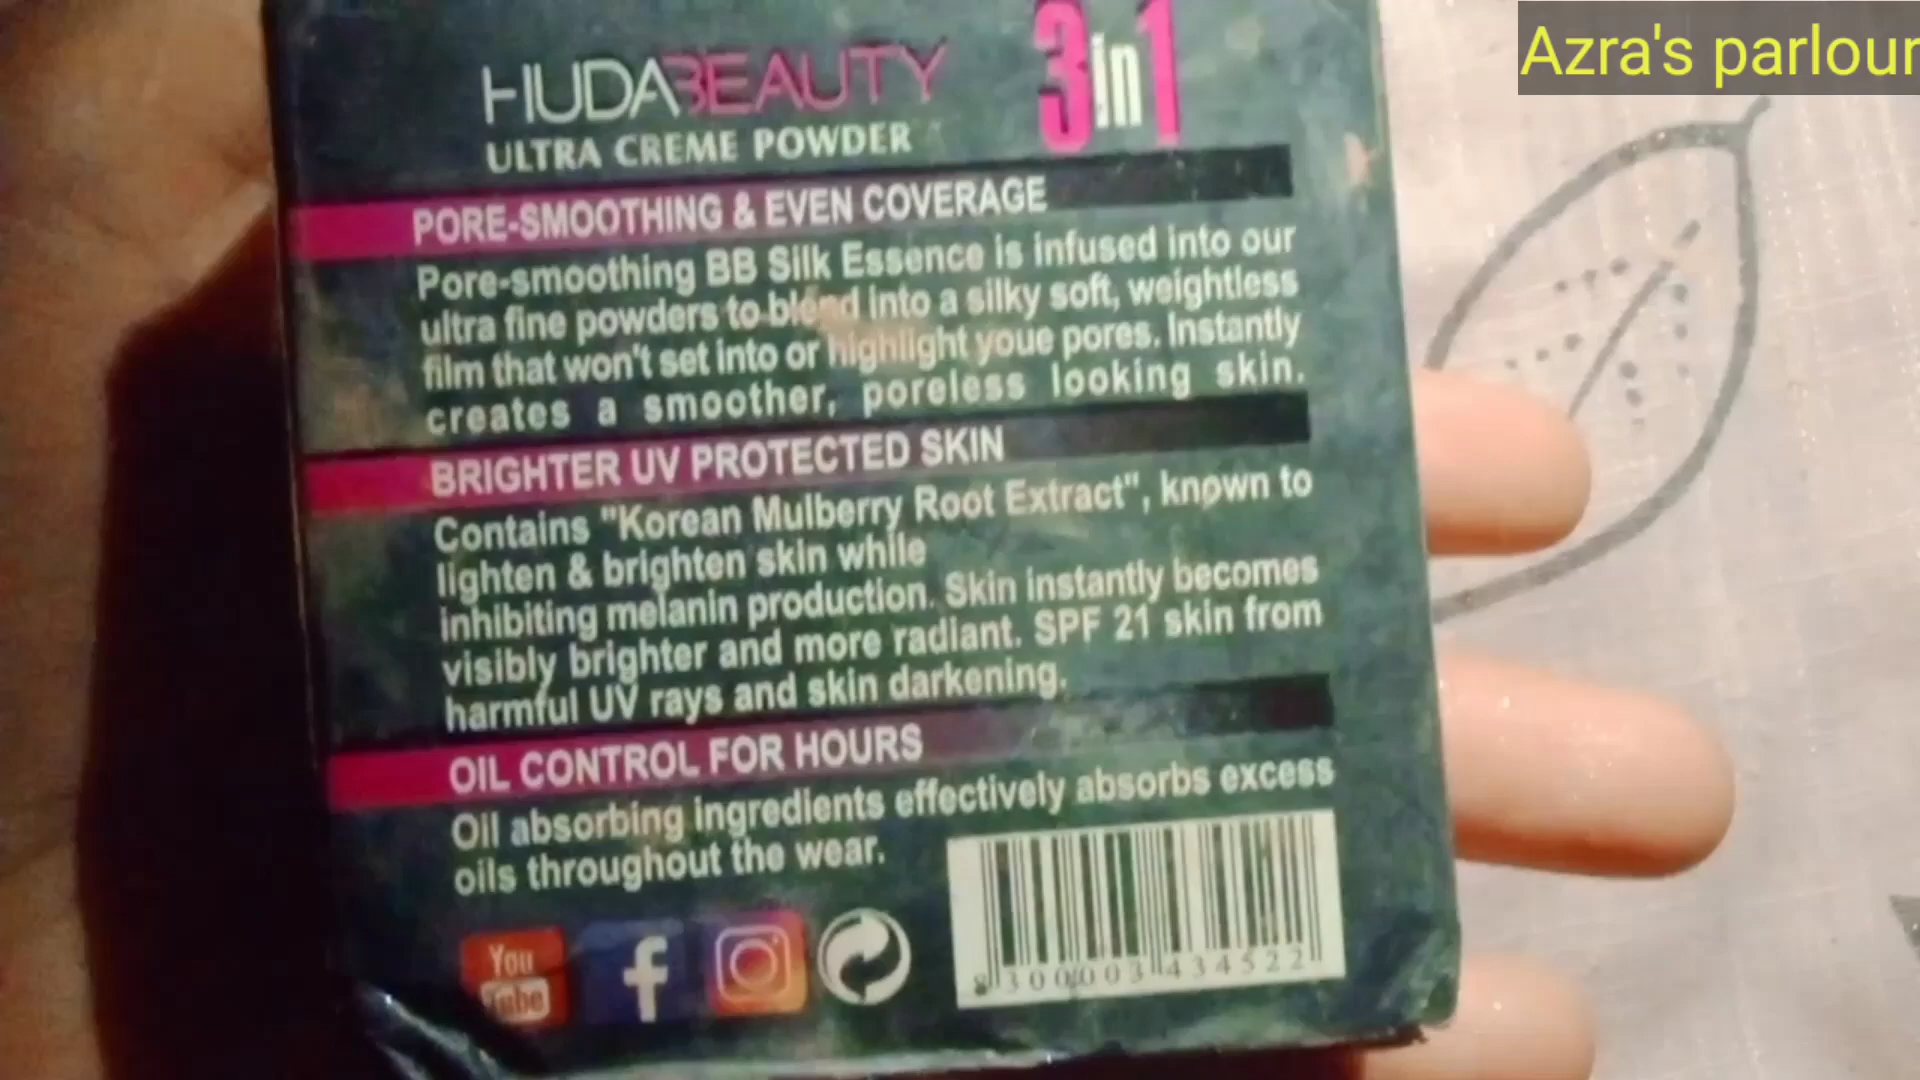 Azra's parlour
HUDABEAUTY 3in1
ULTRA CREME POWDER
PORE-SMOOTHING & EVEN COVERAGE
Pore-smoothing BB Silk Essence is infused into our
ultra fine powders to blend into a silky soft, weightless
film that won't set into or highlight youe pores. Instantly
creates a smoother, poreless looking skin.
BRIGHTER UV PROTECTED SKIN
Contains "Korean Mulberry Root Extract", known to
lighten & brighten skin while
inhibiting melanin production. Skin instantly becomes
visibly brighter and more radiant. SPF 21 skin from
harmful UV rays and skin darkening.
OIL CONTROL FOR HOURS
Oil absorbing ingredients effectively absorbs excess
oils throughout the wear.
You
Tube
8 300003 434522